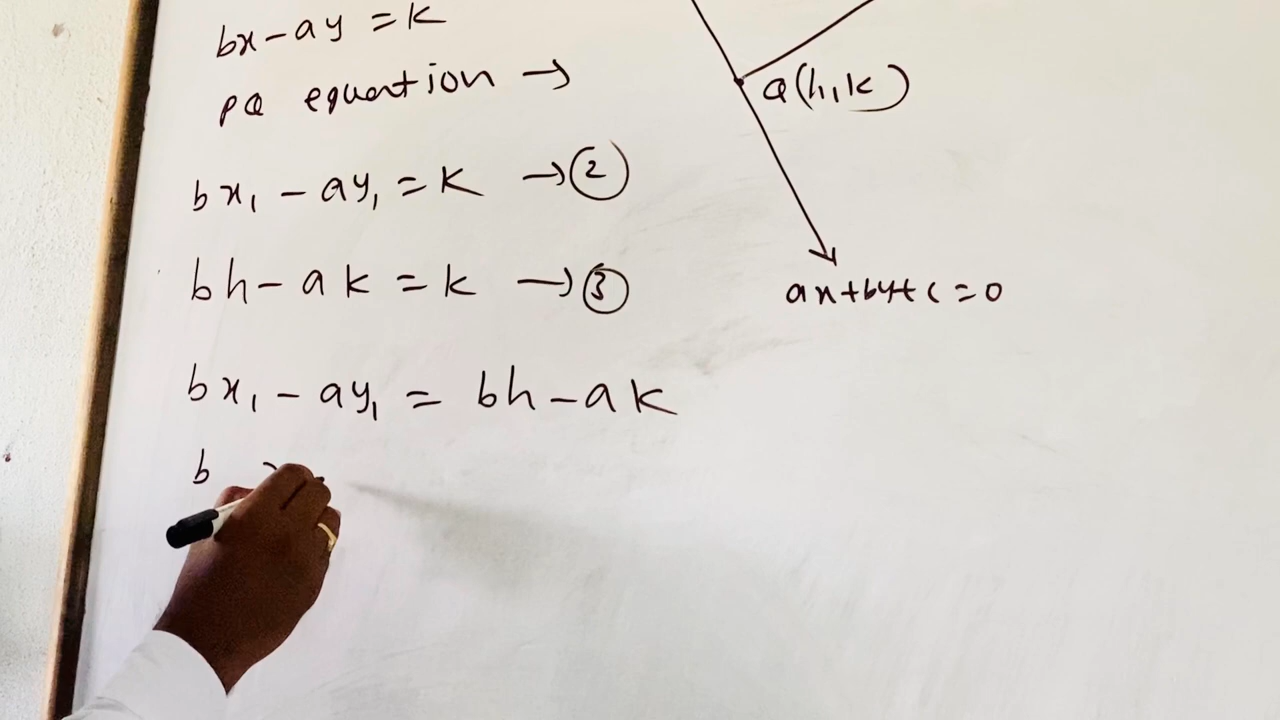 bx-ay=k
PQ equation →
bx₁ - ay₁ = k → ②
bh - ak = k → ③
bx₁ - ay₁ = bh - ak
b
Q(h,k)
ax+by+c=0